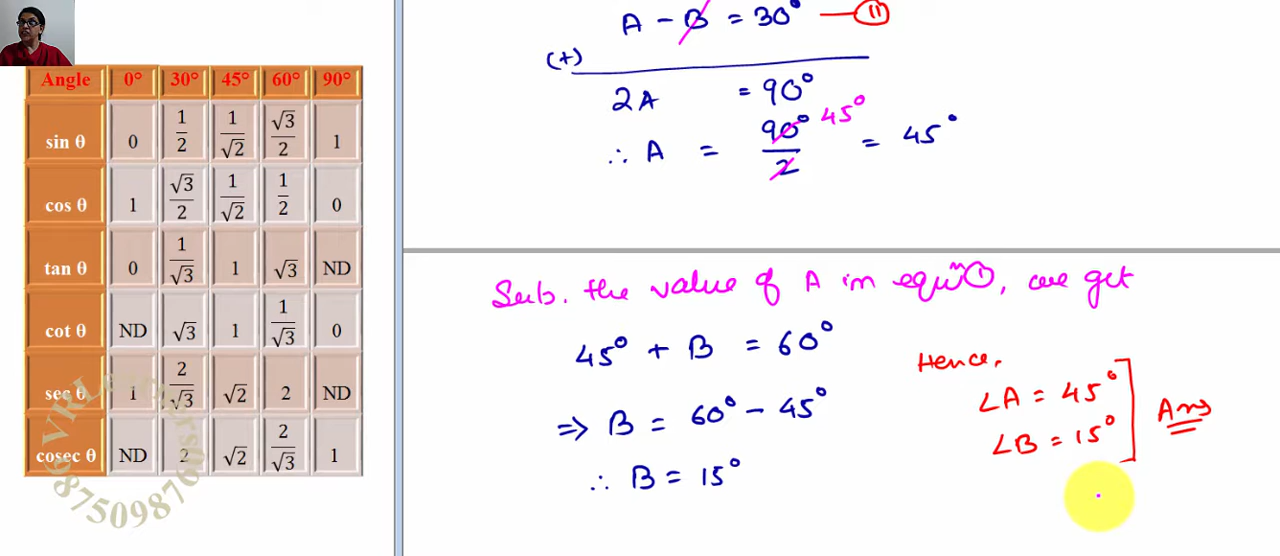 Angle 0° 30° 45° 60° 90°
sin θ 0 1/2 1/√2 √3/2 1
cos θ 1 √3/2 1/√2 1/2 0
tan θ 0 1/√3 1 √3 ND
cot θ ND √3 1 1/√3 0
sec θ 1 2/√3 √2 2 ND
cosec θ ND 2 √2 2/√3 1
A - B = 30° — (11)
(+)
2A = 90°
∴ A = 90°/2 = 45°
45°
Sub. the value of A in equⁿ ①, we get
45° + B = 60°
⇒ B = 60° - 45°
∴ B = 15°
Hence,
∠A = 45°
∠B = 15°
Ans